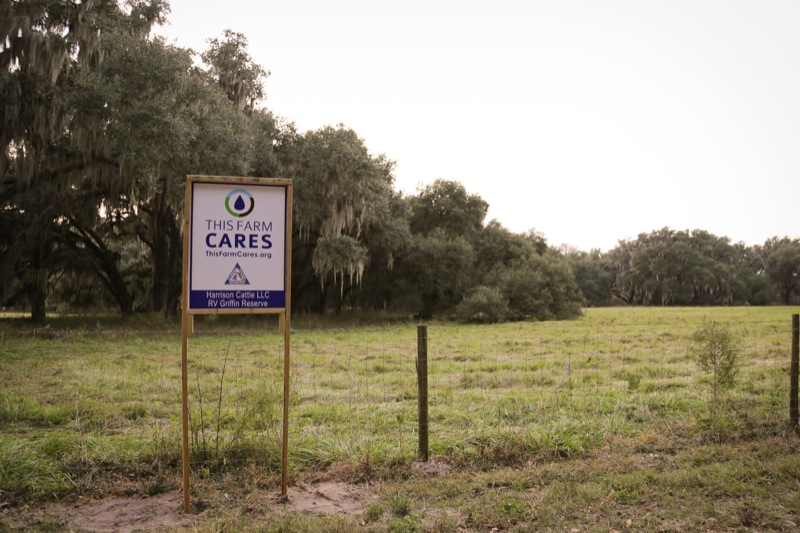 THIS FARM
CARES
ThisFarmCares.org
Harrison Cattle LLC
RV Griffin Reserve